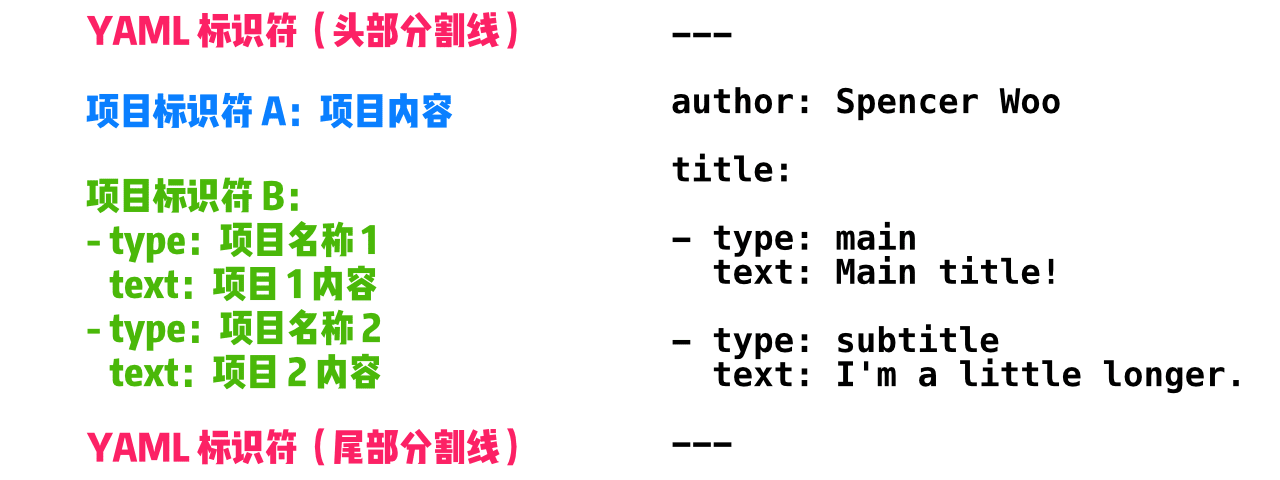 YAML 标识符（头部分割线）
项目标识符 A：项目内容
项目标识符 B：
- type：项目名称 1
text：项目 1 内容
- type：项目名称 2
text：项目 2 内容
YAML 标识符（尾部分割线）
---
author: Spencer Woo
title:
- type: main
text: Main title!
- type: subtitle
text: I'm a little longer.
---